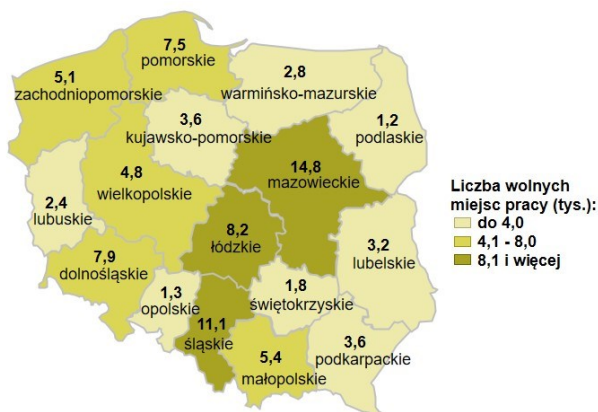 7,5
pomorskie
5,1
zachodniopomorskie
2,8
warmińsko-mazurskie
3,6
kujawsko-pomorskie
1,2
podlaskie
4,8
wielkopolskie
14,8
mazowieckie
2,4
lubuskie
8,2
łódzkie
3,2
lubelskie
7,9
dolnośląskie
1,3
opolskie
1,8
świętokrzyskie
11,1
śląskie
5,4
małopolskie
3,6
podkarpackie
Liczba wolnych
miejsc pracy (tys.):
do 4,0
4,1 - 8,0
8,1 i więcej